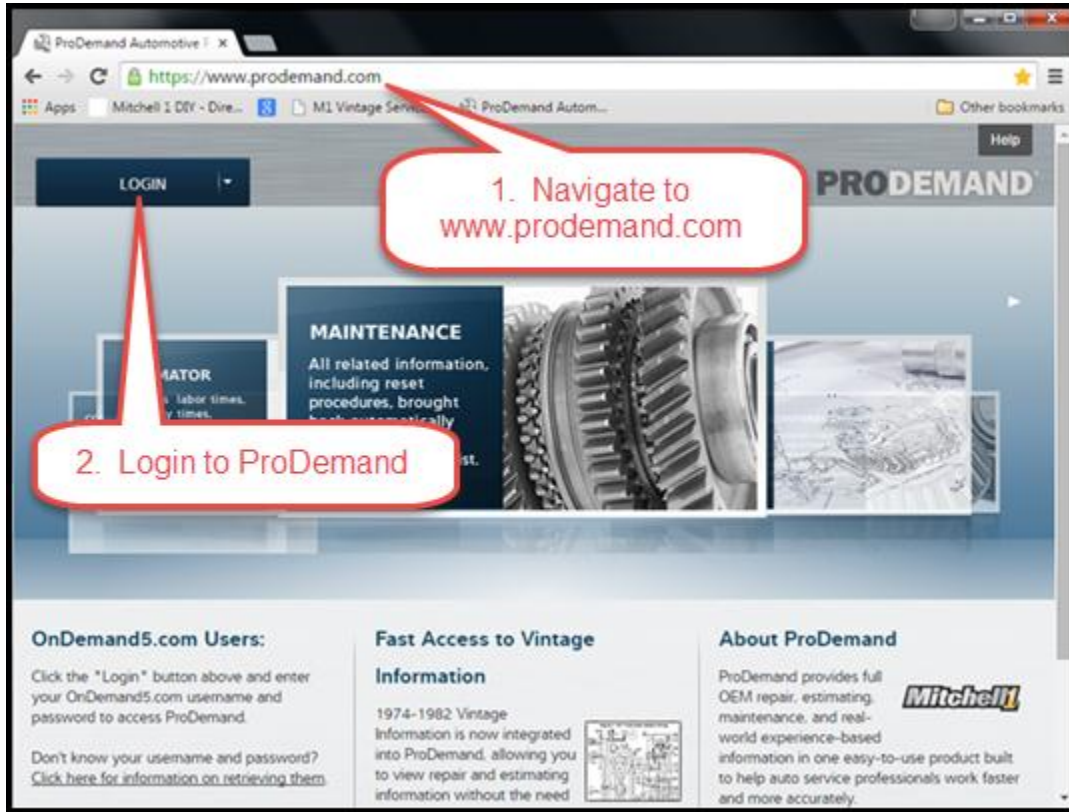 ProDemand Automotive
https://www.prodemand.com
Apps
Mitchell 1 DIY - Dire...
M1 Vintage
ProDemand Autom...
Other bookmarks
Help
LOGIN
PRODEMAND
1. Navigate to
www.prodemand.com
MAINTENANCE
All related information,
including reset
procedures, brought
labor times,
times,
2. Login to ProDemand
OnDemand5.com Users:
Click the "Login" button above and enter
your OnDemand5.com username and
password to access ProDemand.
Don't know your username and password?
Click here for information on retrieving them.
Fast Access to Vintage
Information
1974-1982 Vintage
Information is now integrated
into ProDemand, allowing you
to view repair and estimating
information without the need
About ProDemand
ProDemand provides full
OEM repair, estimating,
maintenance, and real-
world experience-based
information in one easy-to-use product built
to help auto service professionals work faster
and more accurately.
Mitchell1